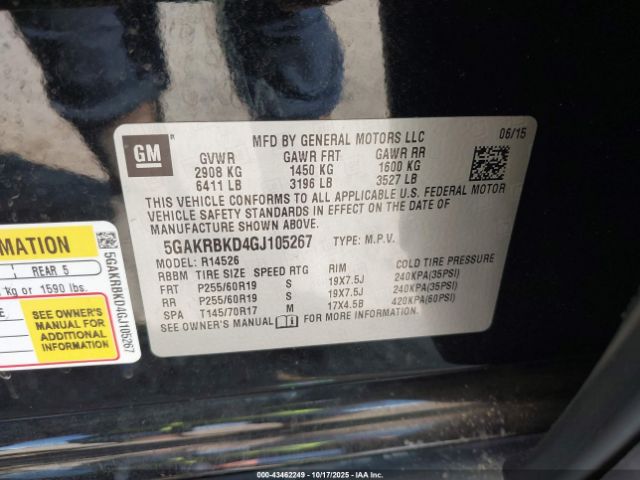 GM
MFD BY GENERAL MOTORS LLC
06/15
GVWR GAWR FRT GAWR RR
2908 KG 1450 KG 1600 KG
6411 LB 3196 LB 3527 LB
THIS VEHICLE CONFORMS TO ALL APPLICABLE U.S. FEDERAL MOTOR
VEHICLE SAFETY STANDARDS IN EFFECT ON THE DATE OF
MANUFACTURE SHOWN ABOVE.
5GAKRBKD4GJ105267 TYPE: M.P.V.
MODEL: R14526
RBBM TIRE SIZE SPEED RTG RIM COLD TIRE PRESSURE
FRT P255/60R19 S 19X7.5J 240KPA(35PSI)
RR P255/60R19 S 19X7.5J 240KPA(35PSI)
SPA T145/70R17 M 17X4.5B 420KPA(60PSI)
SEE OWNER'S MANUAL FOR MORE INFORMATION.
RMATION
REAR 5
kg or 1590 lbs.
SEE OWNER'S
MANUAL FOR
ADDITIONAL
INFORMATION
5GAKRBKD4GJ105267
000-43462249 - 10/17/2025 - IAA Inc.